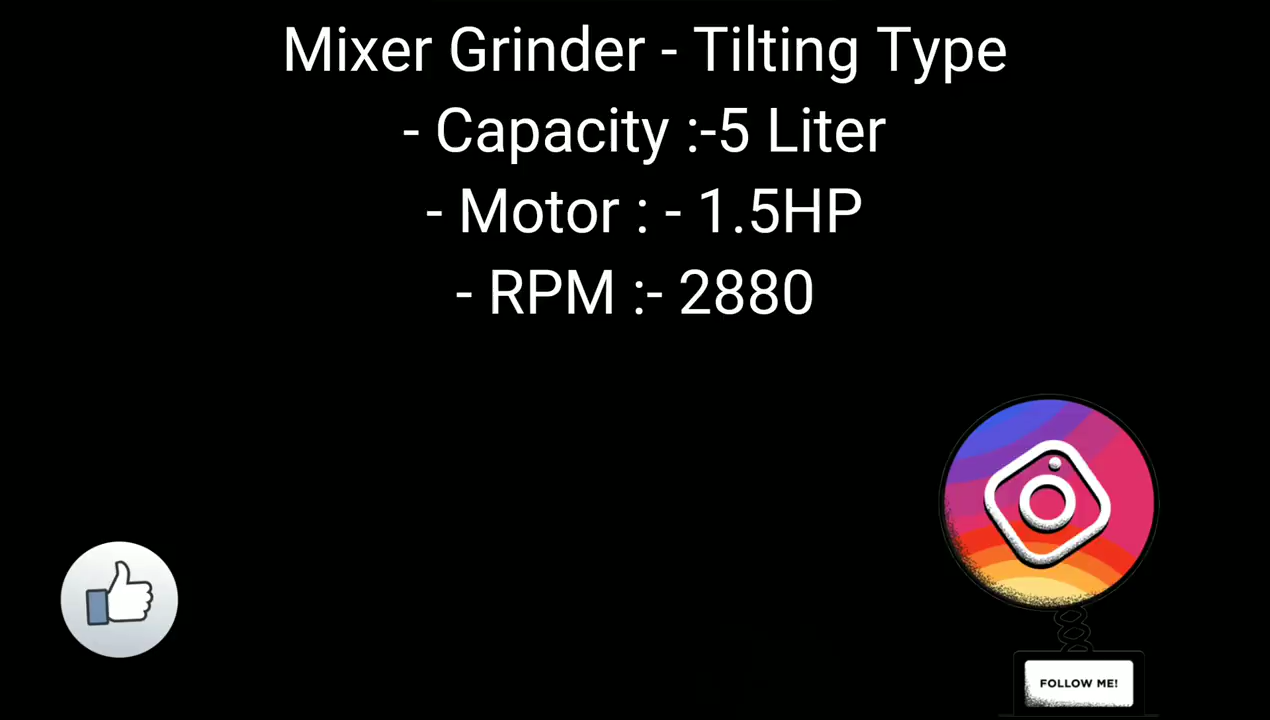 Mixer Grinder - Tilting Type
- Capacity :-5 Liter
- Motor : - 1.5HP
- RPM :- 2880
FOLLOW ME!